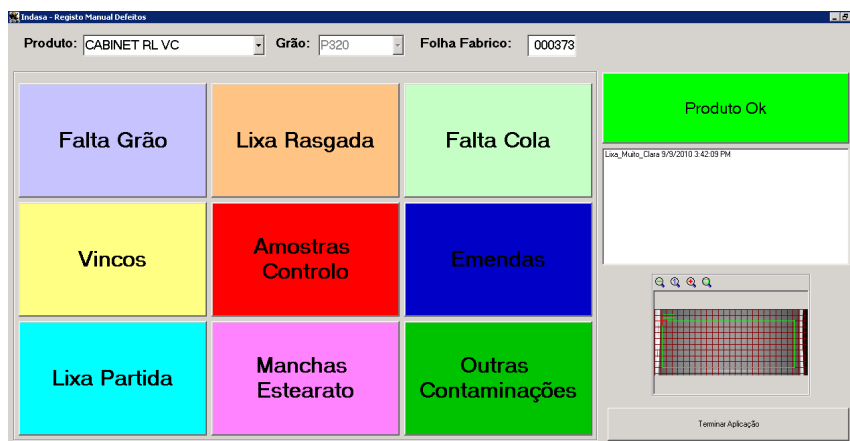 Indasa - Registo Manual Defeitos
Produto: CABINET RL VC Grão: P320 Folha Fabrico: 000373
Falta Grão Lixa Rasgada Falta Cola
Produto Ok
Lixa_Muito_Clara 9/9/2010 3:42:09 PM
Vincos Amostras Controlo Emendas
Lixa Partida Manchas Estearato Outras Contaminações
Terminar Aplicação